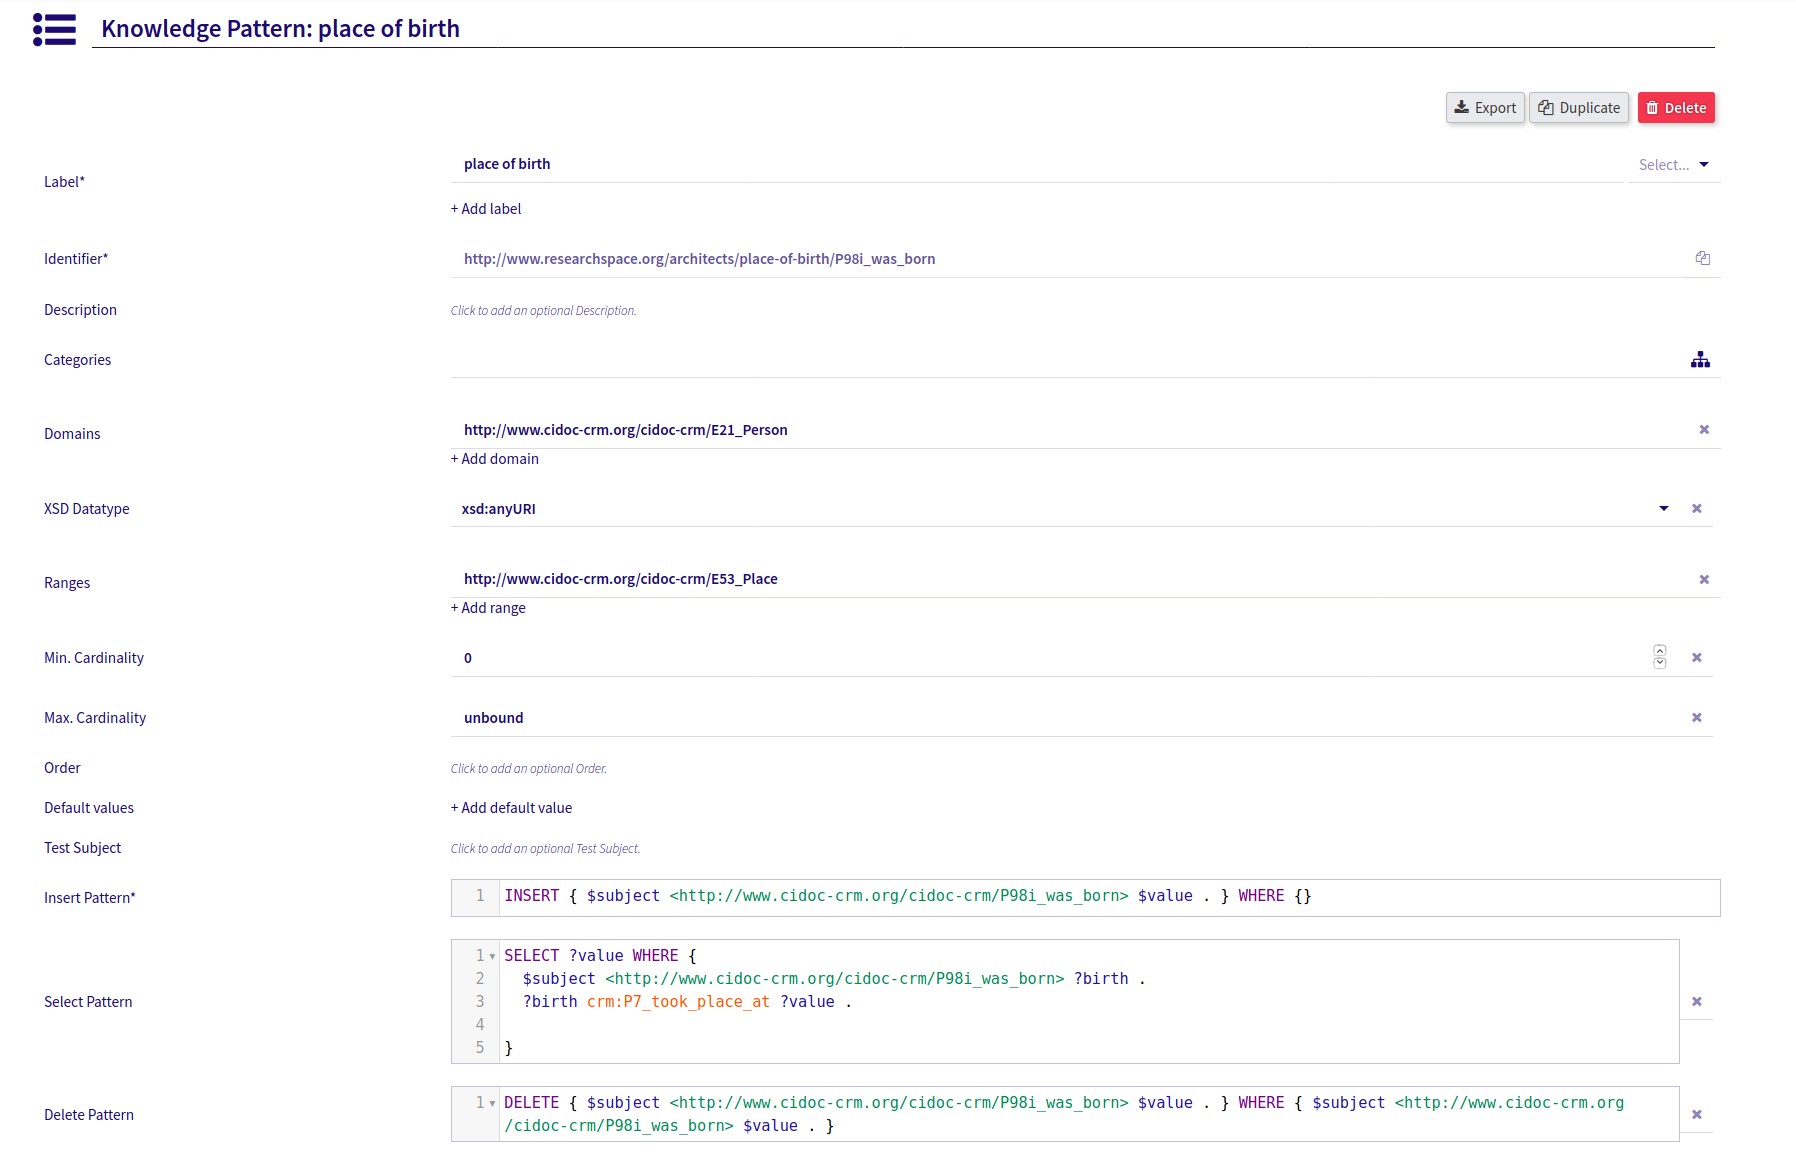 Knowledge Pattern: place of birth
Export Duplicate Delete
Label* place of birth Select...
+ Add label
Identifier* http://www.researchspace.org/architects/place-of-birth/P98i_was_born
Description Click to add an optional Description.
Categories
Domains http://www.cidoc-crm.org/cidoc-crm/E21_Person
+ Add domain
XSD Datatype xsd:anyURI
Ranges http://www.cidoc-crm.org/cidoc-crm/E53_Place
+ Add range
Min. Cardinality 0
Max. Cardinality unbound
Order Click to add an optional Order.
Default values + Add default value
Test Subject Click to add an optional Test Subject.
Insert Pattern* 1 INSERT { $subject <http://www.cidoc-crm.org/cidoc-crm/P98i_was_born> $value . } WHERE {}
Select Pattern
1 SELECT ?value WHERE {
2 $subject <http://www.cidoc-crm.org/cidoc-crm/P98i_was_born> ?birth .
3 ?birth crm:P7_took_place_at ?value .
4
5 }
Delete Pattern
1 DELETE { $subject <http://www.cidoc-crm.org/cidoc-crm/P98i_was_born> $value . } WHERE { $subject <http://www.cidoc-crm.org
/cidoc-crm/P98i_was_born> $value . }